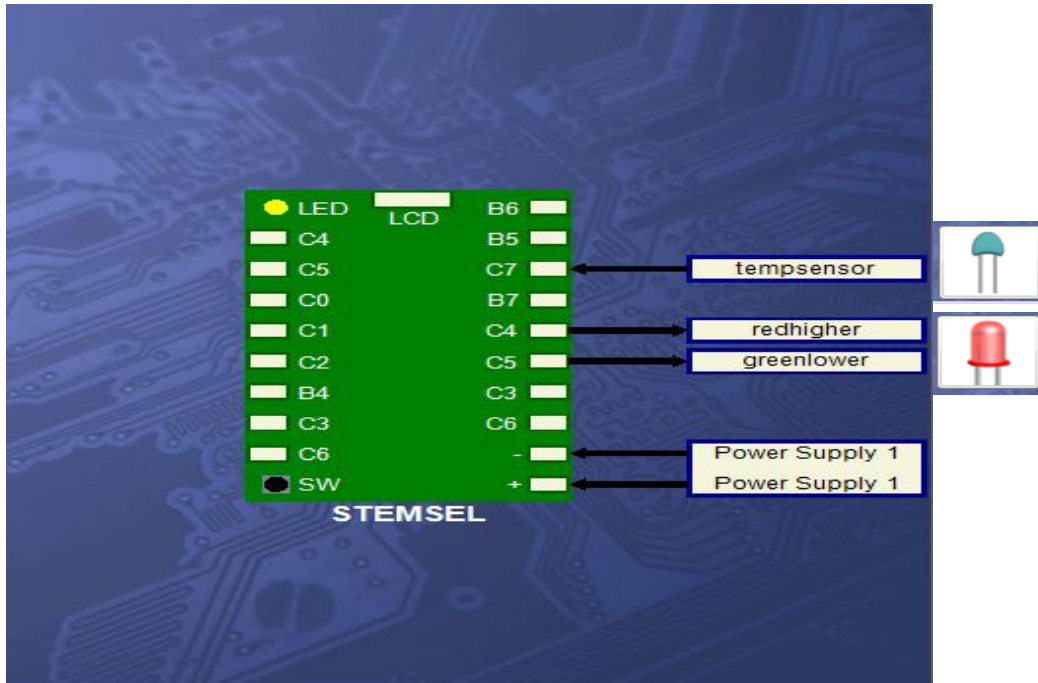 LED
LCD
B6
C4
B5
C5
C7
tempsensor
C0
B7
C1
C4
redhigher
C2
C5
greenlower
B4
C3
C3
C6
C6
-
Power Supply 1
SW
+
Power Supply 1
STEMSEL